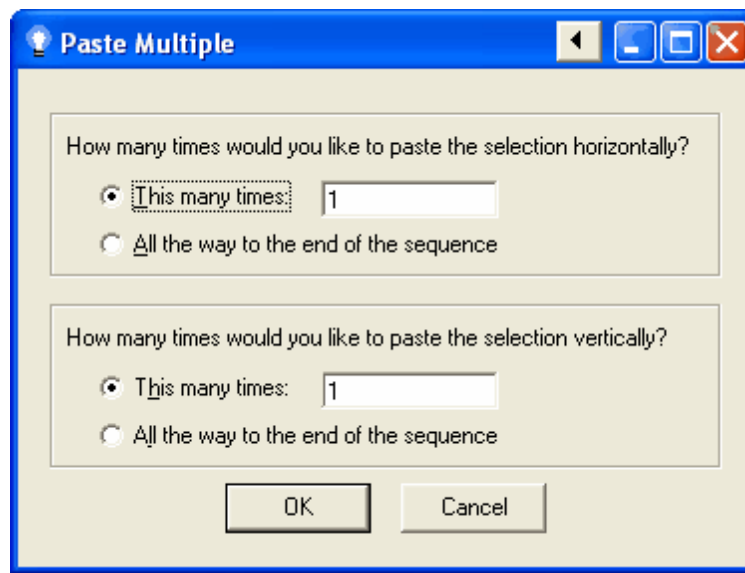 Paste Multiple
How many times would you like to paste the selection horizontally?
This many times: 1
All the way to the end of the sequence
How many times would you like to paste the selection vertically?
This many times: 1
All the way to the end of the sequence
OK Cancel